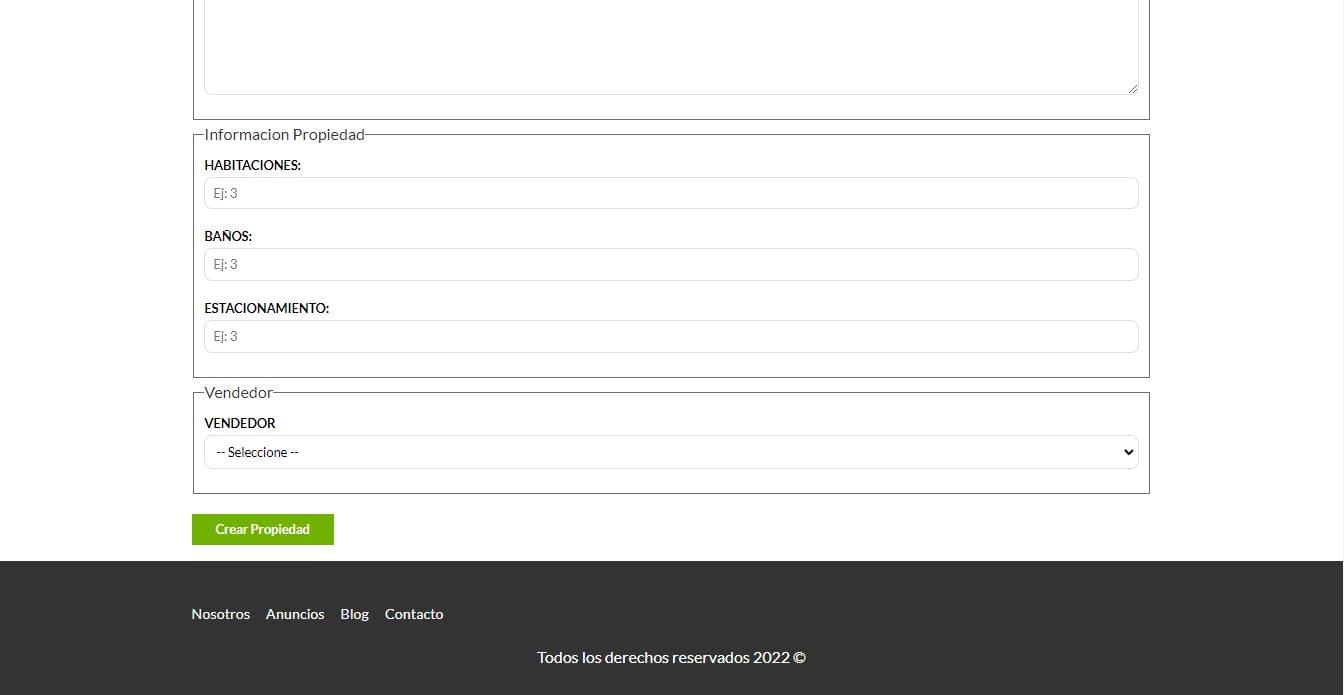 Informacion Propiedad
HABITACIONES:
Ej: 3
BAÑOS:
Ej: 3
ESTACIONAMIENTO:
Ej: 3
Vendedor
VENDEDOR
-- Seleccione --
Crear Propiedad
Nosotros Anuncios Blog Contacto
Todos los derechos reservados 2022 ©